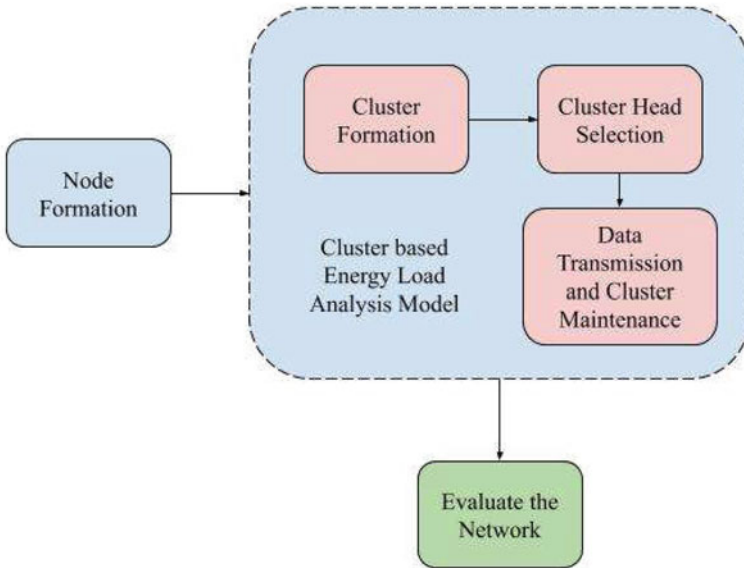 Node
Formation
Cluster
Formation
Cluster Head
Selection
Data
Transmission
and Cluster
Maintenance
Cluster based
Energy Load
Analysis Model
Evaluate the
Network